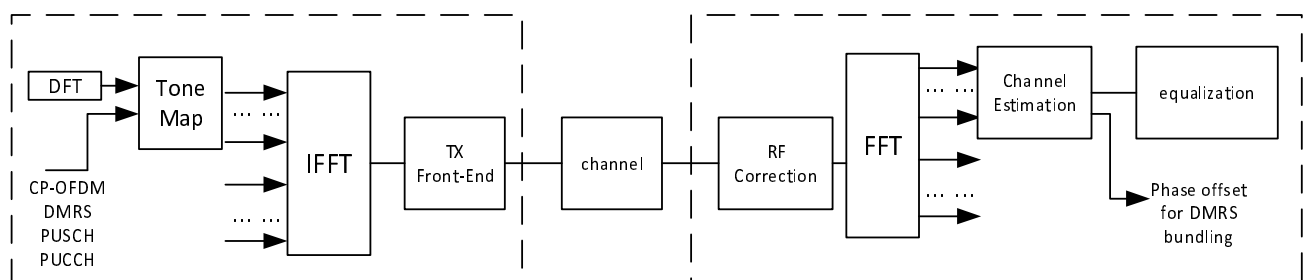 DFT
Tone
Map
CP-OFDM
DMRS
PUSCH
PUCCH
... ...
... ...
IFFT
TX
Front-End
channel
RF
Correction
FFT
... ...
... ...
Channel
Estimation
equalization
Phase offset
for DMRS
bundling